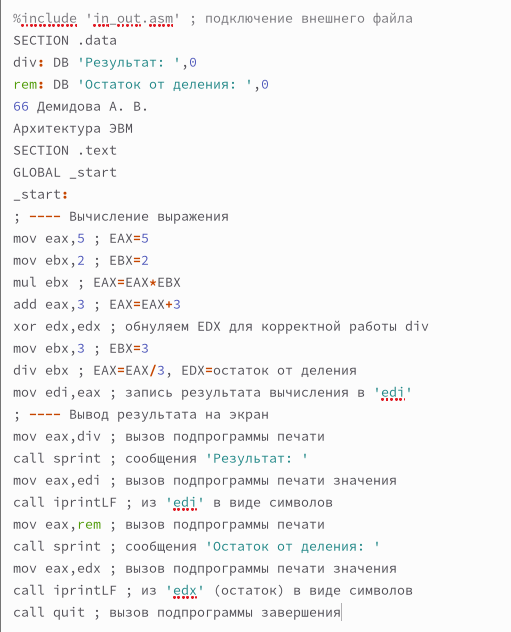 %include 'in_out.asm' ; подключение внешнего файла
SECTION .data
div: DB 'Результат: ',0
rem: DB 'Остаток от деления: ',0
66 Демидова А. В.
Архитектура ЭВМ
SECTION .text
GLOBAL _start
_start:
; ---- Вычисление выражения
mov eax,5 ; EAX=5
mov ebx,2 ; EBX=2
mul ebx ; EAX=EAX*EBX
add eax,3 ; EAX=EAX+3
xor edx,edx ; обнуляем EDX для корректной работы div
mov ebx,3 ; EBX=3
div ebx ; EAX=EAX/3, EDX=остаток от деления
mov edi,eax ; запись результата вычисления в 'edi'
; ---- Вывод результата на экран
mov eax,div ; вызов подпрограммы печати
call sprint ; сообщения 'Результат: '
mov eax,edi ; вызов подпрограммы печати значения
call iprintLF ; из 'edi' в виде символов
mov eax,rem ; вызов подпрограммы печати
call sprint ; сообщения 'Остаток от деления: '
mov eax,edx ; вызов подпрограммы печати значения
call iprintLF ; из 'edx' (остаток) в виде символов
call quit ; вызов подпрограммы завершения